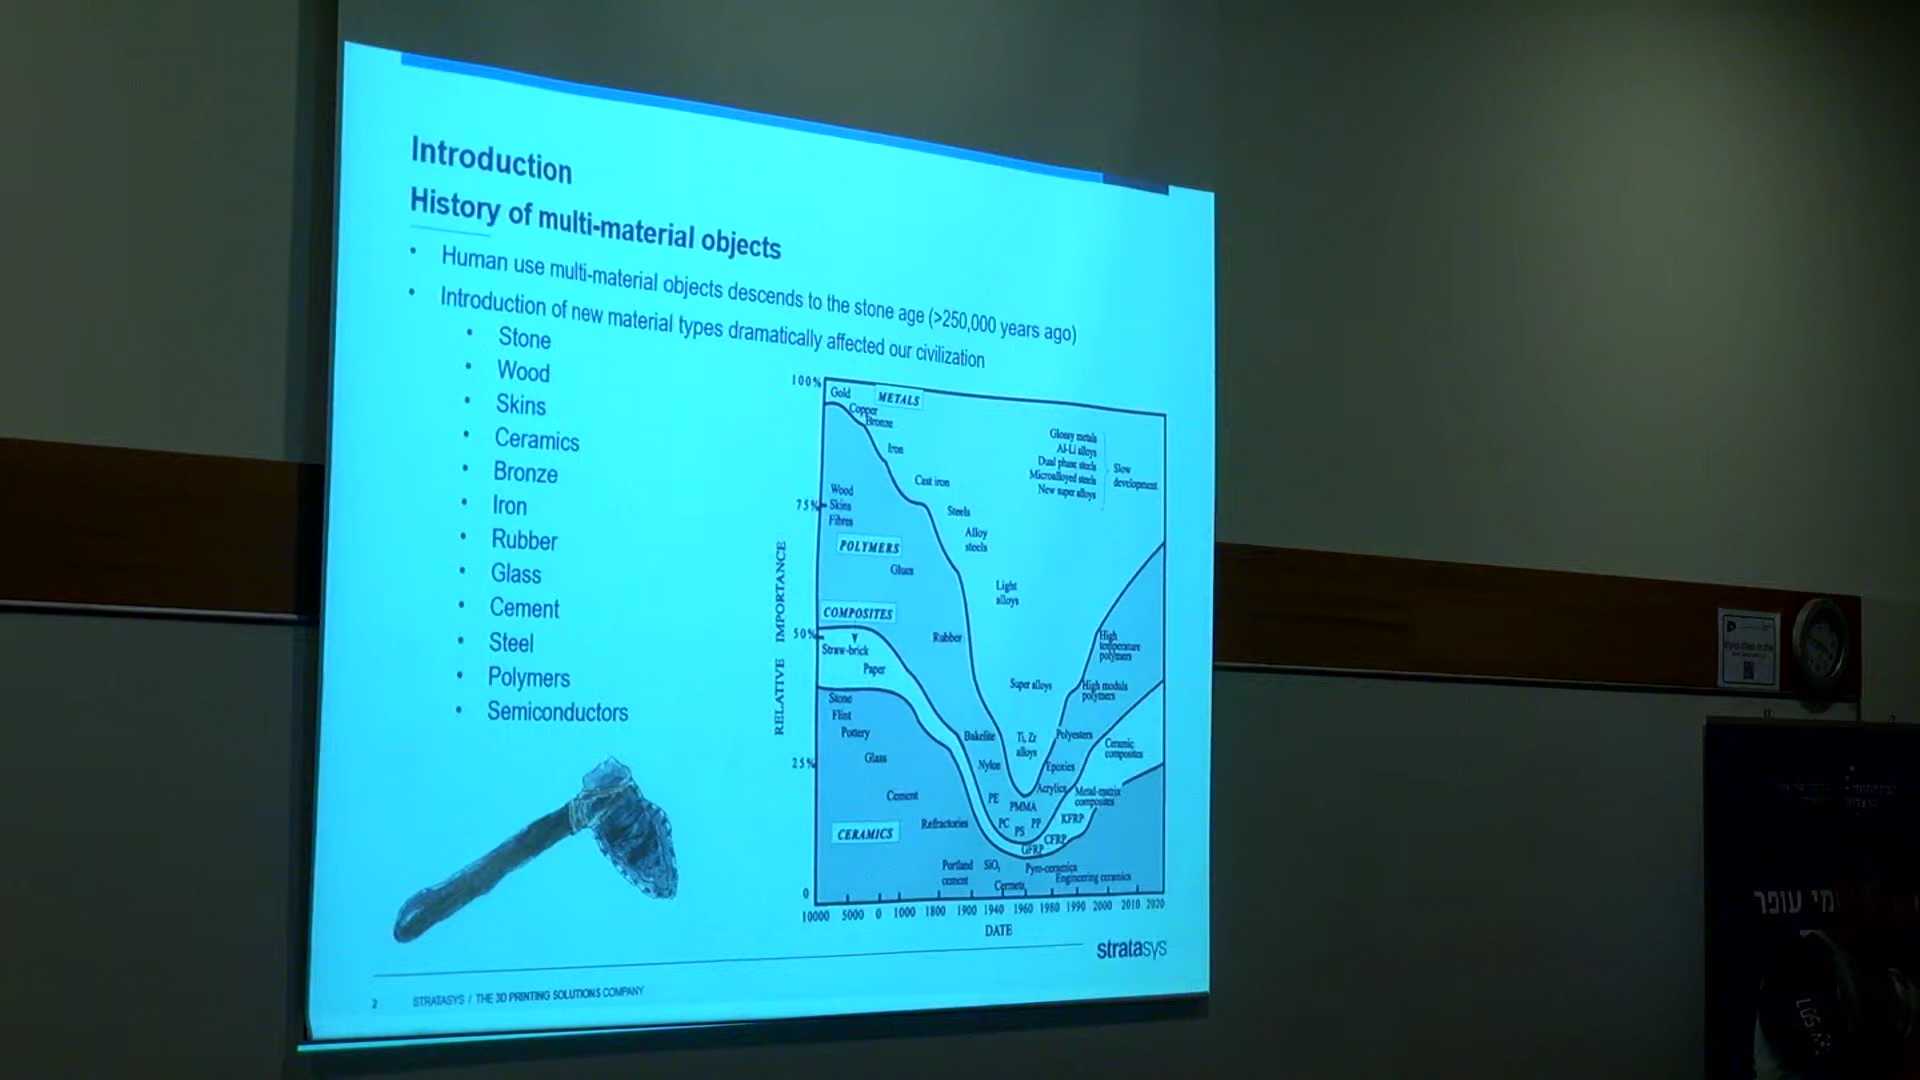 Introduction
History of multi-material objects
• Human use multi-material objects descends to the stone age (>250,000 years ago)
• Introduction of new material types dramatically affected our civilization
• Stone
• Wood
• Skins
• Ceramics
• Bronze
• Iron
• Rubber
• Glass
• Cement
• Steel
• Polymers
• Semiconductors
RELATIVE IMPORTANCE
100%
75%
50%
25%
0
Gold
METALS
Copper
Bronze
Iron
Cast iron
Steels
Alloy
steels
Light
alloys
Super alloys
Ti, Zr
alloys
Glossy metals
Al-Li alloys
Dual phase steels
Microalloyed steels
New super alloys
Slow
development
Wood
Skins
Fibres
POLYMERS
Glues
Rubber
Bakelite
Nylon
PE
PMMA
PC
PS
PP
Acrylics
Epoxies
Polyesters
High modulus
polymers
High
temperature
polymers
COMPOSITES
Straw-brick
Paper
GFRP
CFRP
KFRP
Metal-matrix
composites
Ceramic
composites
Stone
Flint
Pottery
Glass
Cement
CERAMICS
Refractories
Portland
cement
SiO₂
Cermets
Pyro-ceramics
Engineering ceramics
10000 5000 0 1000 1800 1900 1940 1960 1980 1990 2000 2010 2020
DATE
stratasys
2 STRATASYS / THE 3D PRINTING SOLUTIONS COMPANY
עופר